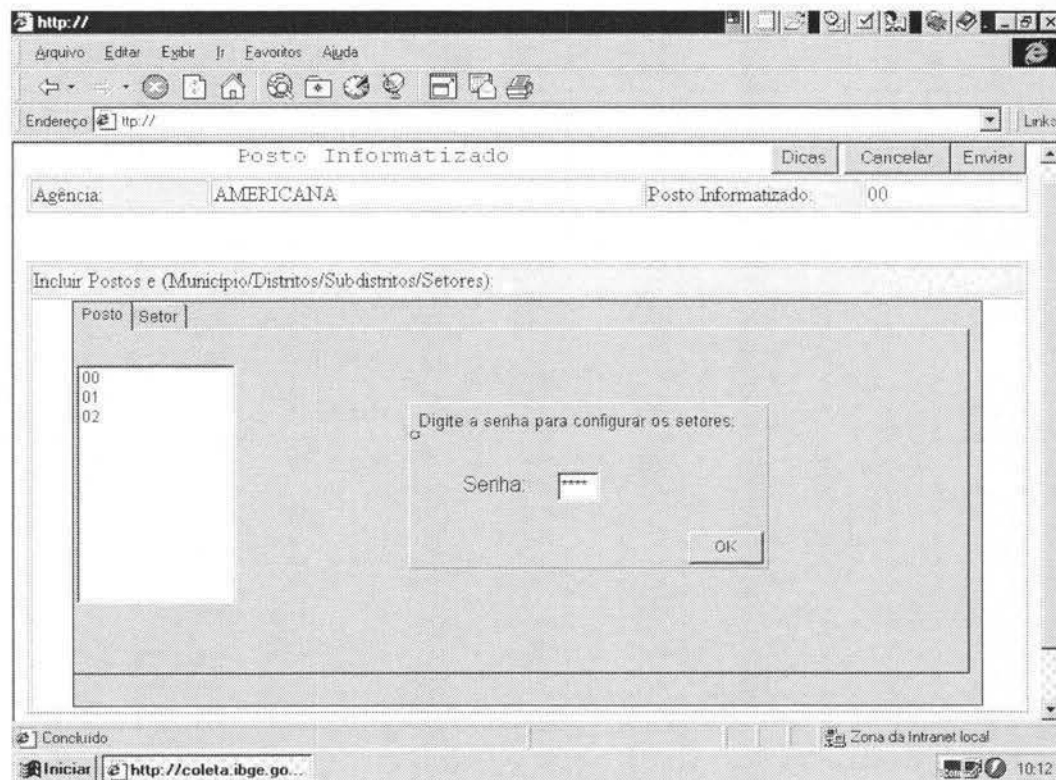 http://
Arquivo Editar Exibir Ir Favoritos Ajuda
Endereço ttp:// Links
Posto Informatizado Dicas Cancelar Enviar
Agência: AMERICANA Posto Informatizado: 00
Incluir Postos e (Município/Distritos/Subdistritos/Setores):
Posto Setor
00
01
02
Digite a senha para configurar os setores:
Senha: ****
OK
Concluído Zona da Intranet local
Iniciar http://coleta.ibge.go... 10:12